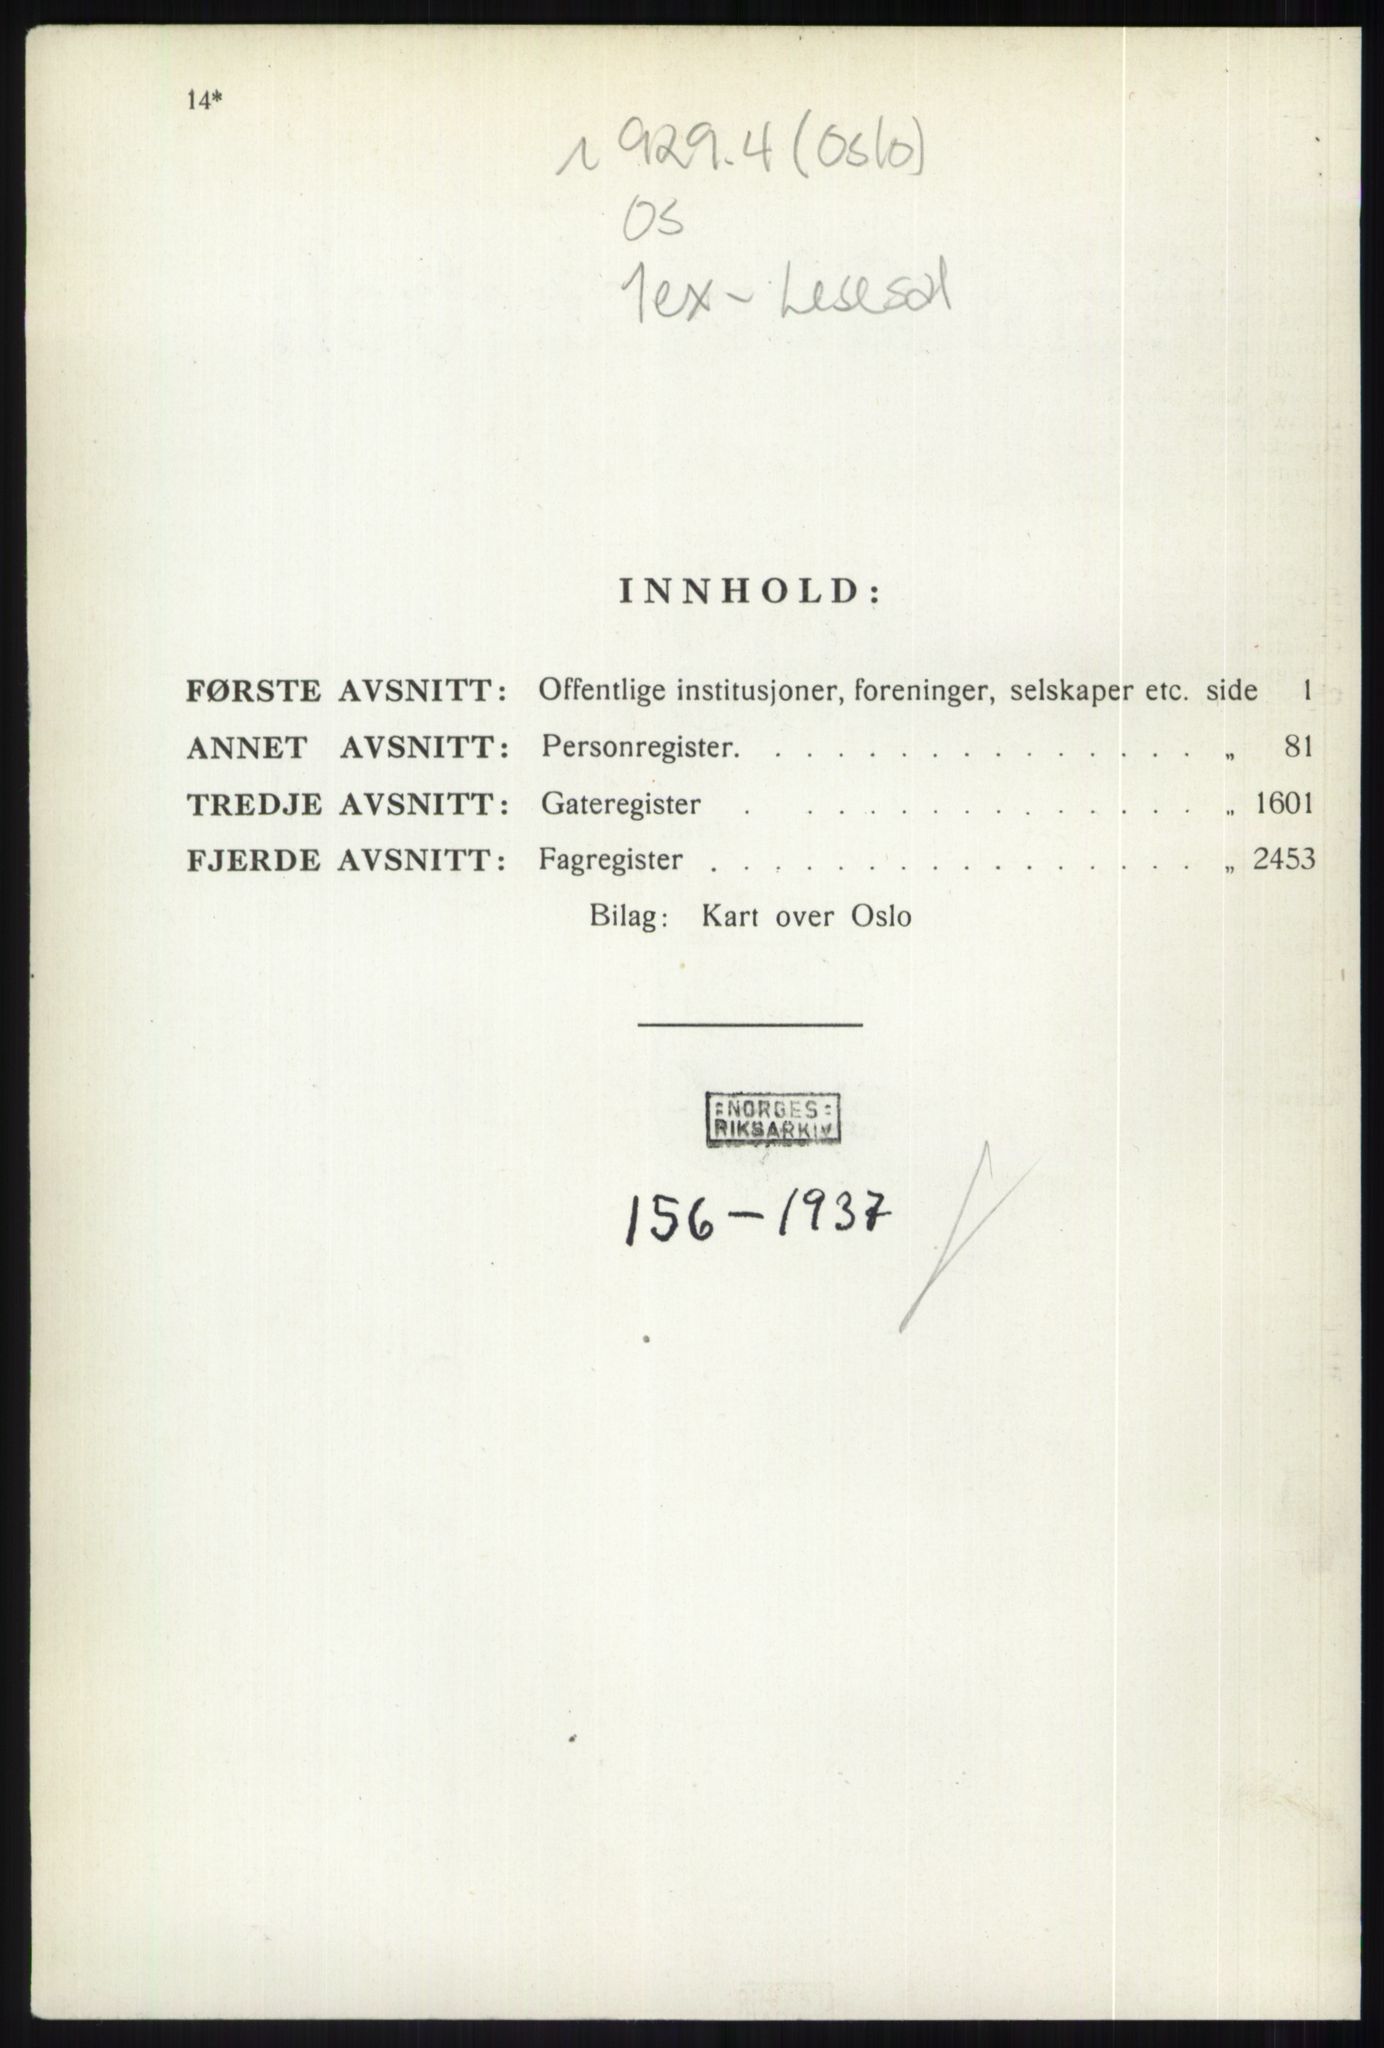 14*
n 929.4 (Oslo)
Os
1ex - Lesesal
INNHOLD:
FØRSTE AVSNITT: Offentlige institusjoner, foreninger, selskaper etc. side 1
ANNET AVSNITT: Personregister. . . . . . . . . . . . . . . . „ 81
TREDJE AVSNITT: Gateregister . . . . . . . . . . . . . . „ 1601
FJERDE AVSNITT: Fagregister . . . . . . . . . . . . . . . . „ 2453
Bilag: Kart over Oslo
:NORGES:
RIKSARKIV
156-1937